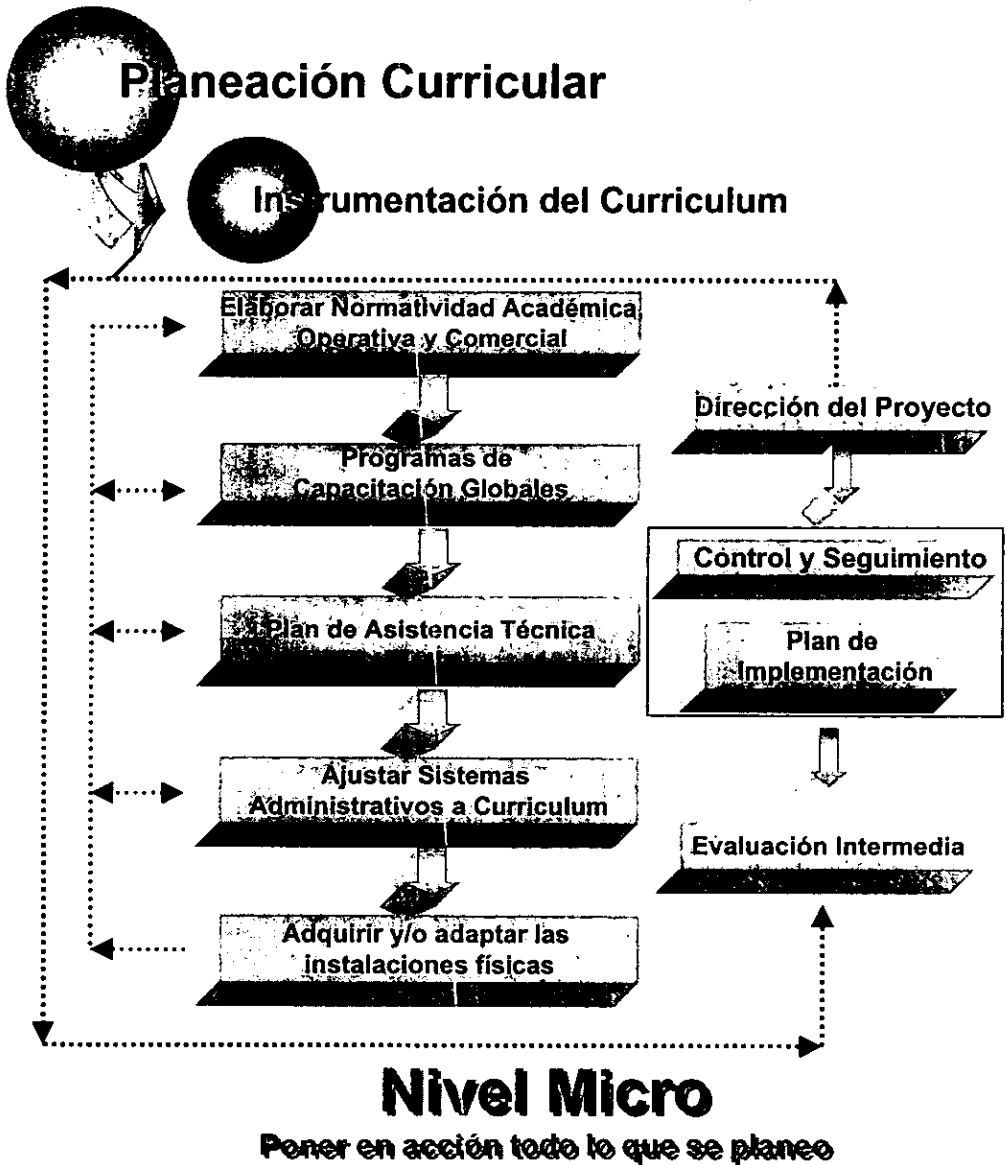 Planeación Curricular
Instrumentación del Curriculum
Elaborar Normatividad Académica,
Operativa y Comercial
Programas de
Capacitación Globales
Plan de Asistencia Técnica
Ajustar Sistemas
Administrativos a Curriculum
Adquirir y/o adaptar las
instalaciones físicas
Dirección del Proyecto
Control y Seguimiento
Plan de
Implementación
Evaluación Intermedia
Nivel Micro
Poner en acción todo lo que se planeo